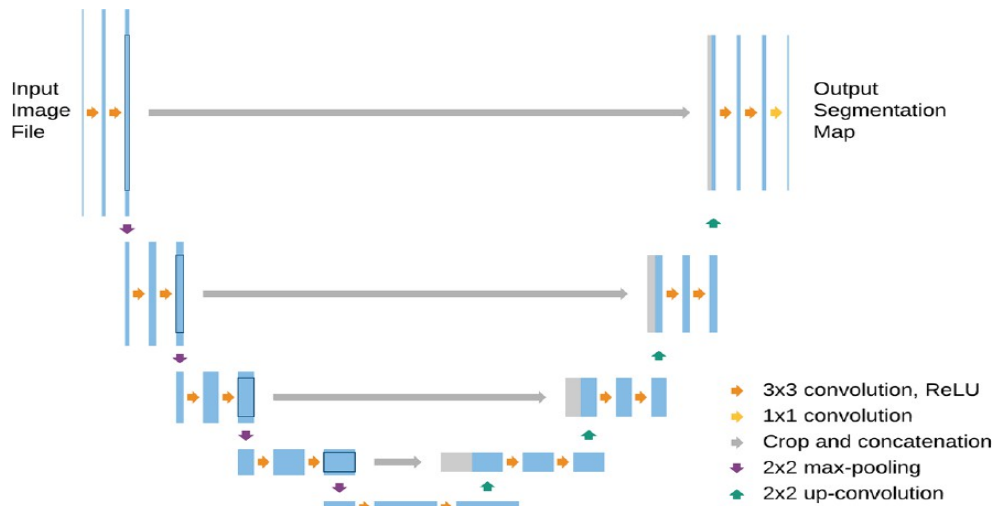 Input
Image
File
Output
Segmentation
Map
3x3 convolution, ReLU
1x1 convolution
Crop and concatenation
2x2 max-pooling
2x2 up-convolution